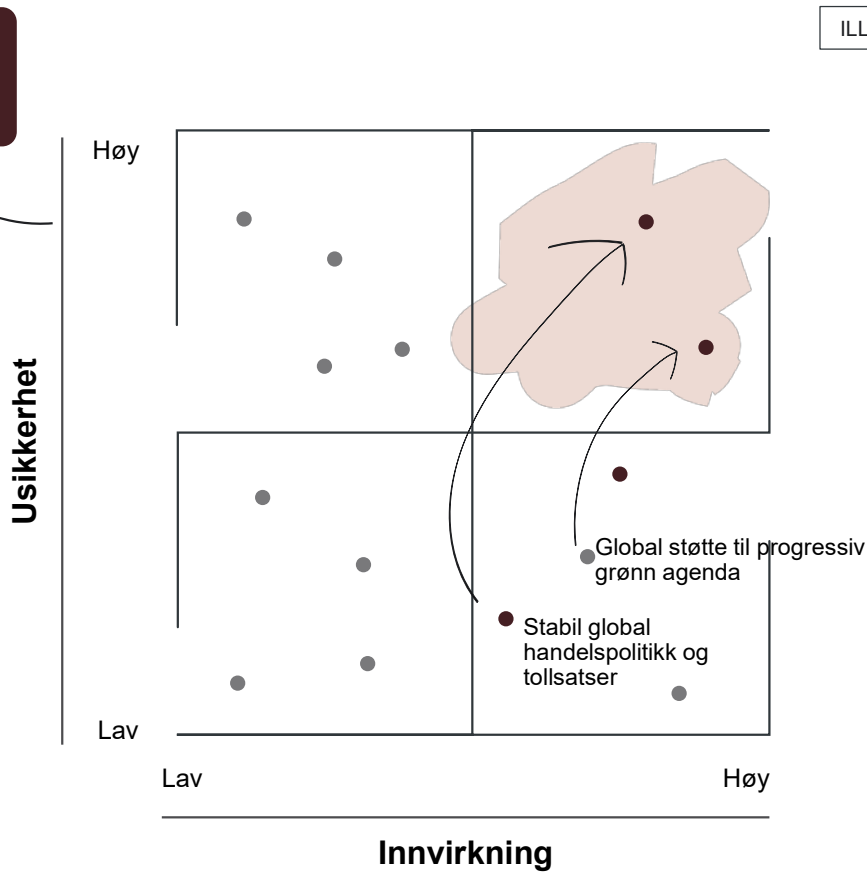 ILL
Høy
Usikkerhet
Global støtte til progressiv
grønn agenda
Stabil global
handelspolitikk og
tollsatser
Lav
Lav
Høy
Innvirkning